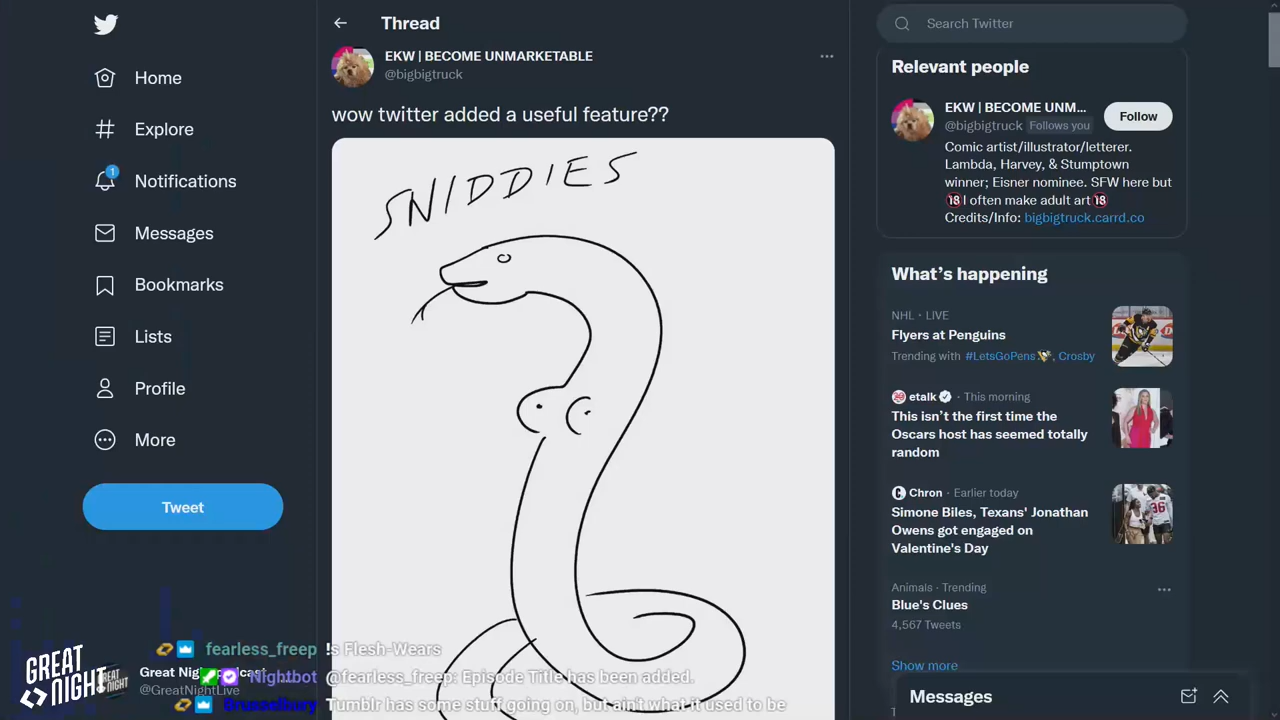 Thread
EKW | BECOME UNMARKETABLE
@bigbigtruck
wow twitter added a useful feature??
SNIDDIES
Home
Explore
1
Notifications
Messages
Bookmarks
Lists
Profile
More
Tweet
Search Twitter
Relevant people
EKW | BECOME UNM...
@bigbigtruck Follows you
Follow
Comic artist/illustrator/letterer.
Lambda, Harvey, & Stumptown
winner; Eisner nominee. SFW here but
🔞I often make adult art🔞
Credits/Info: bigbigtruck.carrd.co
What's happening
NHL · LIVE
Flyers at Penguins
Trending with #LetsGoPens, Crosby
etalk · This morning
This isn't the first time the
Oscars host has seemed totally
random
Chron · Earlier today
Simone Biles, Texans' Jonathan
Owens got engaged on
Valentine's Day
Animals · Trending
Blue's Clues
4,567 Tweets
Show more
Messages
GREAT
NIGHT
Great
@GreatNightLive
fearless_freep !s Flesh-Wears
Nightbot @fearless_freep: Episode Title has been added.
Tumblr has some stuff going on, but ain't what it used to be